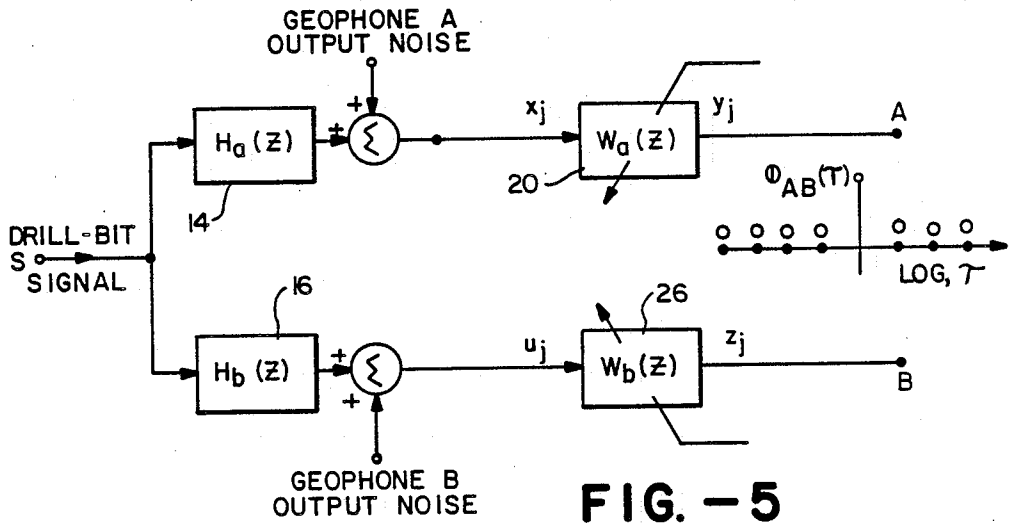 GEOPHONE A
OUTPUT NOISE
+
+
Σ
xj
yj
A
Ha(Z)
Wa(Z)
14
20
ΦAB(τ)
DRILL-BIT
S
SIGNAL
LOG, τ
16
26
Hb(Z)
+
+
Σ
uj
Wb(Z)
zj
B
GEOPHONE B
OUTPUT NOISE
FIG. -5